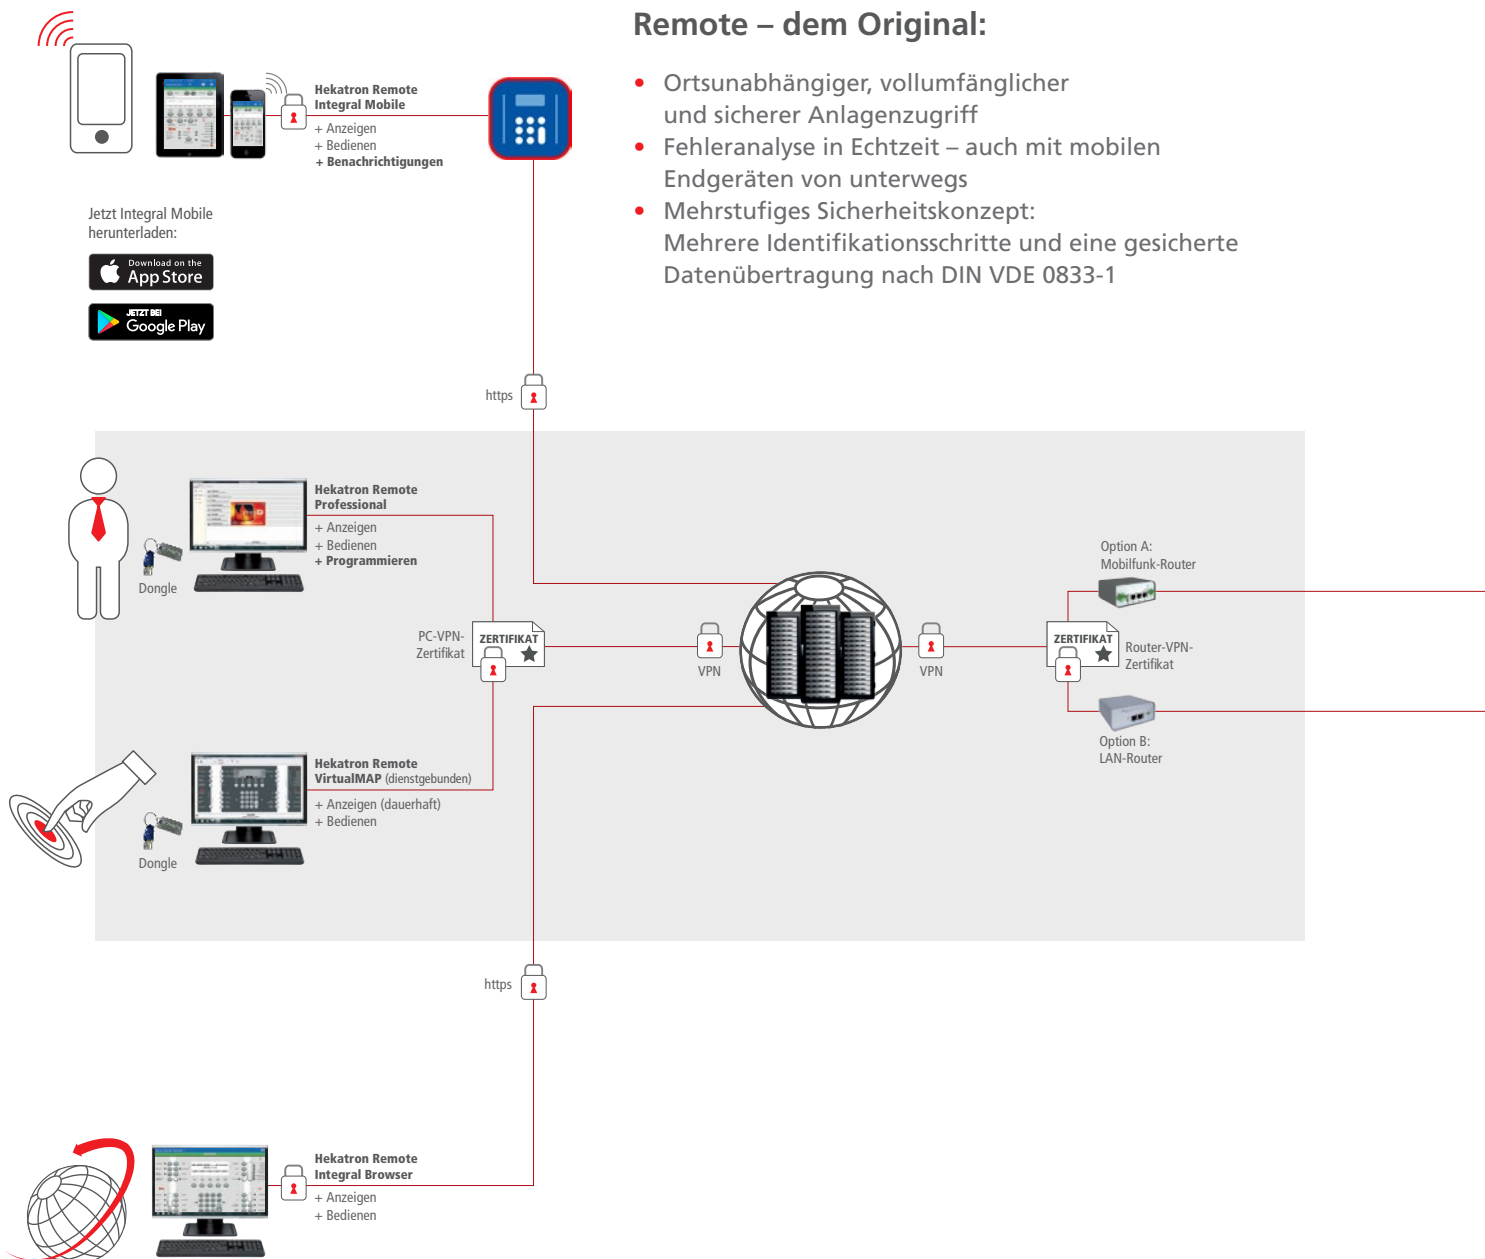 Remote – dem Original:
• Ortsunabhängiger, vollumfänglicher
und sicherer Anlagenzugriff
• Fehleranalyse in Echtzeit – auch mit mobilen
Endgeräten von unterwegs
• Mehrstufiges Sicherheitskonzept:
Mehrere Identifikationsschritte und eine gesicherte
Datenübertragung nach DIN VDE 0833-1
Hekatron Remote
Integral Mobile
+ Anzeigen
+ Bedienen
+ Benachrichtigungen
Jetzt Integral Mobile
herunterladen:
Download on the
App Store
JETZT BEI
Google Play
https
Hekatron Remote
Professional
+ Anzeigen
+ Bedienen
+ Programmieren
Dongle
PC-VPN-
Zertifikat
ZERTIFIKAT
VPN
VPN
Option A:
Mobilfunk-Router
ZERTIFIKAT
Router-VPN-
Zertifikat
Option B:
LAN-Router
Hekatron Remote
VirtualMAP (dienstgebunden)
+ Anzeigen (dauerhaft)
+ Bedienen
Dongle
https
Hekatron Remote
Integral Browser
+ Anzeigen
+ Bedienen